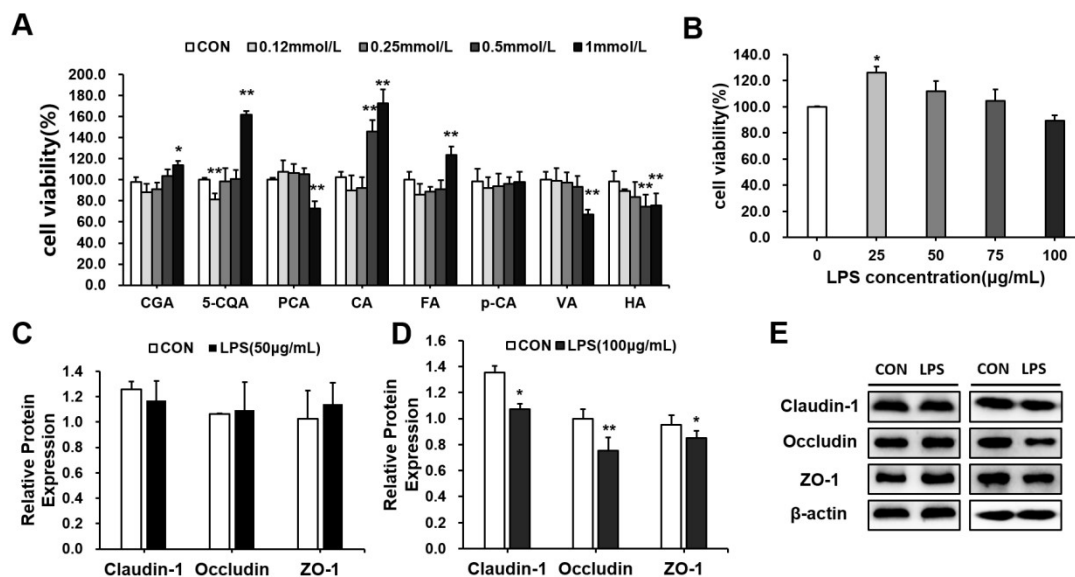 A
CON 0.12mmol/L 0.25mmol/L 0.5mmol/L 1mmol/L
cell viability(%)
200.0
180.0
160.0
140.0
120.0
100.0
80.0
60.0
40.0
20.0
0.0
*
** **
**
** **
**
**
** **
CGA 5-CQA PCA CA FA p-CA VA HA
B
cell viability(%)
140.0
120.0
100.0
80.0
60.0
40.0
20.0
0.0
*
0 25 50 75 100
LPS concentration(μg/mL)
C
CON LPS(50μg/mL)
Relative Protein
Expression
1.4
1.2
1.0
0.8
0.6
0.4
0.2
0.0
Claudin-1 Occludin ZO-1
D
CON LPS(100μg/mL)
Relative Protein
Expression
1.6
1.4
1.2
1.0
0.8
0.6
0.4
0.2
0.0
* ** *
Claudin-1 Occludin ZO-1
E
CON LPS CON LPS
Claudin-1
Occludin
ZO-1
β-actin